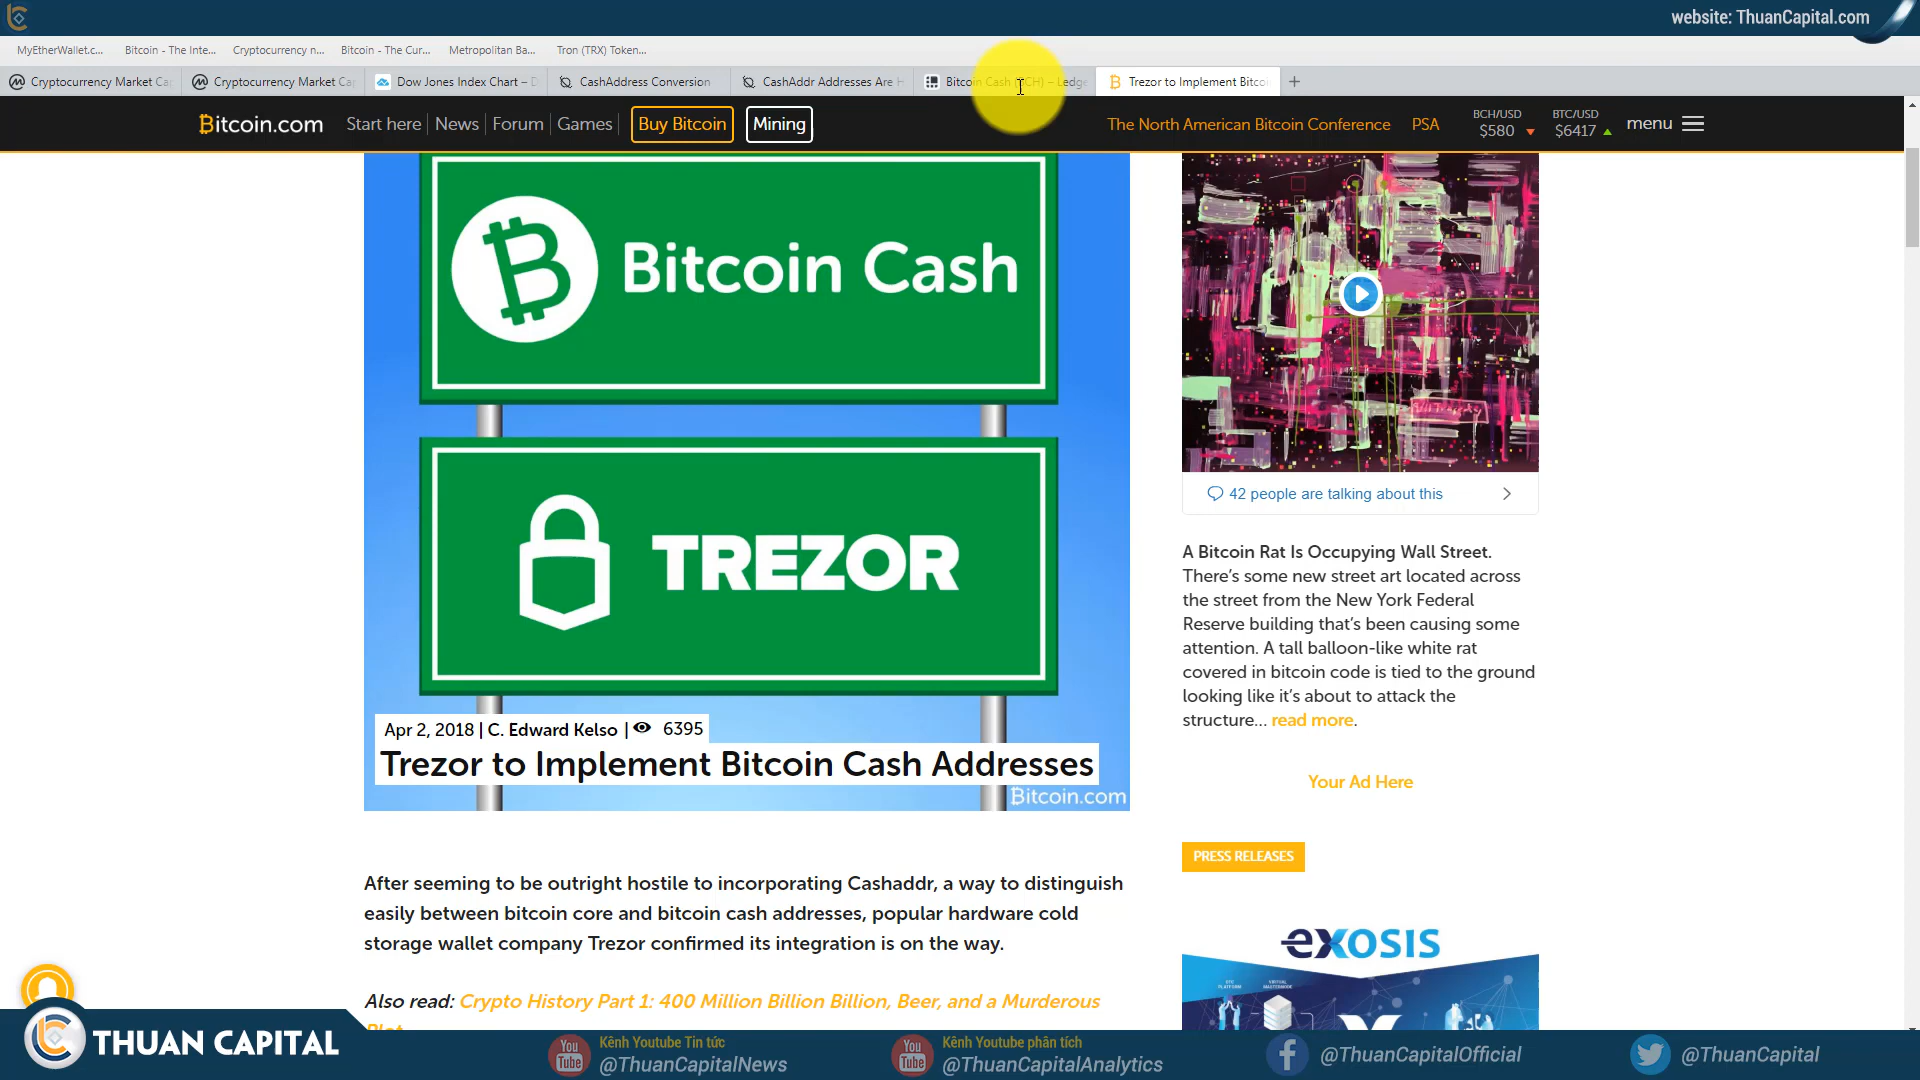 website: ThuanCapital.com
MyEtherWallet.c...
Bitcoin - The Inte...
Cryptocurrency n...
Bitcoin - The Cur...
Metropolitan Ba...
Tron (TRX) Token...
Cryptocurrency Market Ca
Cryptocurrency Market Ca
Dow Jones Index Chart – D
CashAddress Conversion
CashAddr Addresses Are H
Bitcoin Cash (BCH) – Ledge
Trezor to Implement Bitcoi
Bitcoin.com
Start here
News
Forum
Games
Buy Bitcoin
Mining
The North American Bitcoin Conference
PSA
BCH/USD
$580
BTC/USD
$6417
menu
Bitcoin Cash
TREZOR
Apr 2, 2018 | C. Edward Kelso | 6395
Trezor to Implement Bitcoin Cash Addresses
Bitcoin.com
After seeming to be outright hostile to incorporating Cashaddr, a way to distinguish
easily between bitcoin core and bitcoin cash addresses, popular hardware cold
storage wallet company Trezor confirmed its integration is on the way.
Also read: Crypto History Part 1: 400 Million Billion Billion, Beer, and a Murderous
Plot
42 people are talking about this
A Bitcoin Rat Is Occupying Wall Street.
There's some new street art located across
the street from the New York Federal
Reserve building that's been causing some
attention. A tall balloon-like white rat
covered in bitcoin code is tied to the ground
looking like it's about to attack the
structure... read more.
Your Ad Here
PRESS RELEASES
eXOSIS
THUAN CAPITAL
You
Tube
Kênh Youtube Tin tức
@ThuanCapitalNews
You
Tube
Kênh Youtube phân tích
@ThuanCapitalAnalytics
@ThuanCapitalOfficial
@ThuanCapital